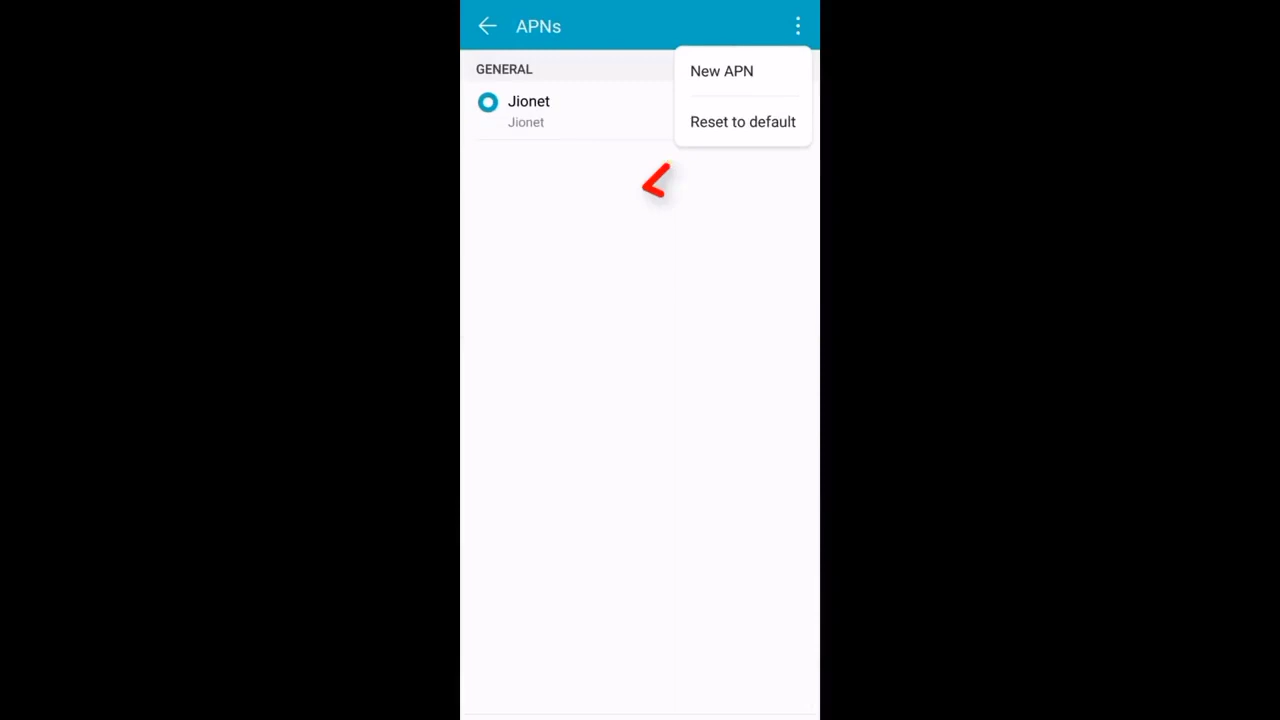 APNs
New APN
Reset to default
GENERAL
Jionet
Jionet